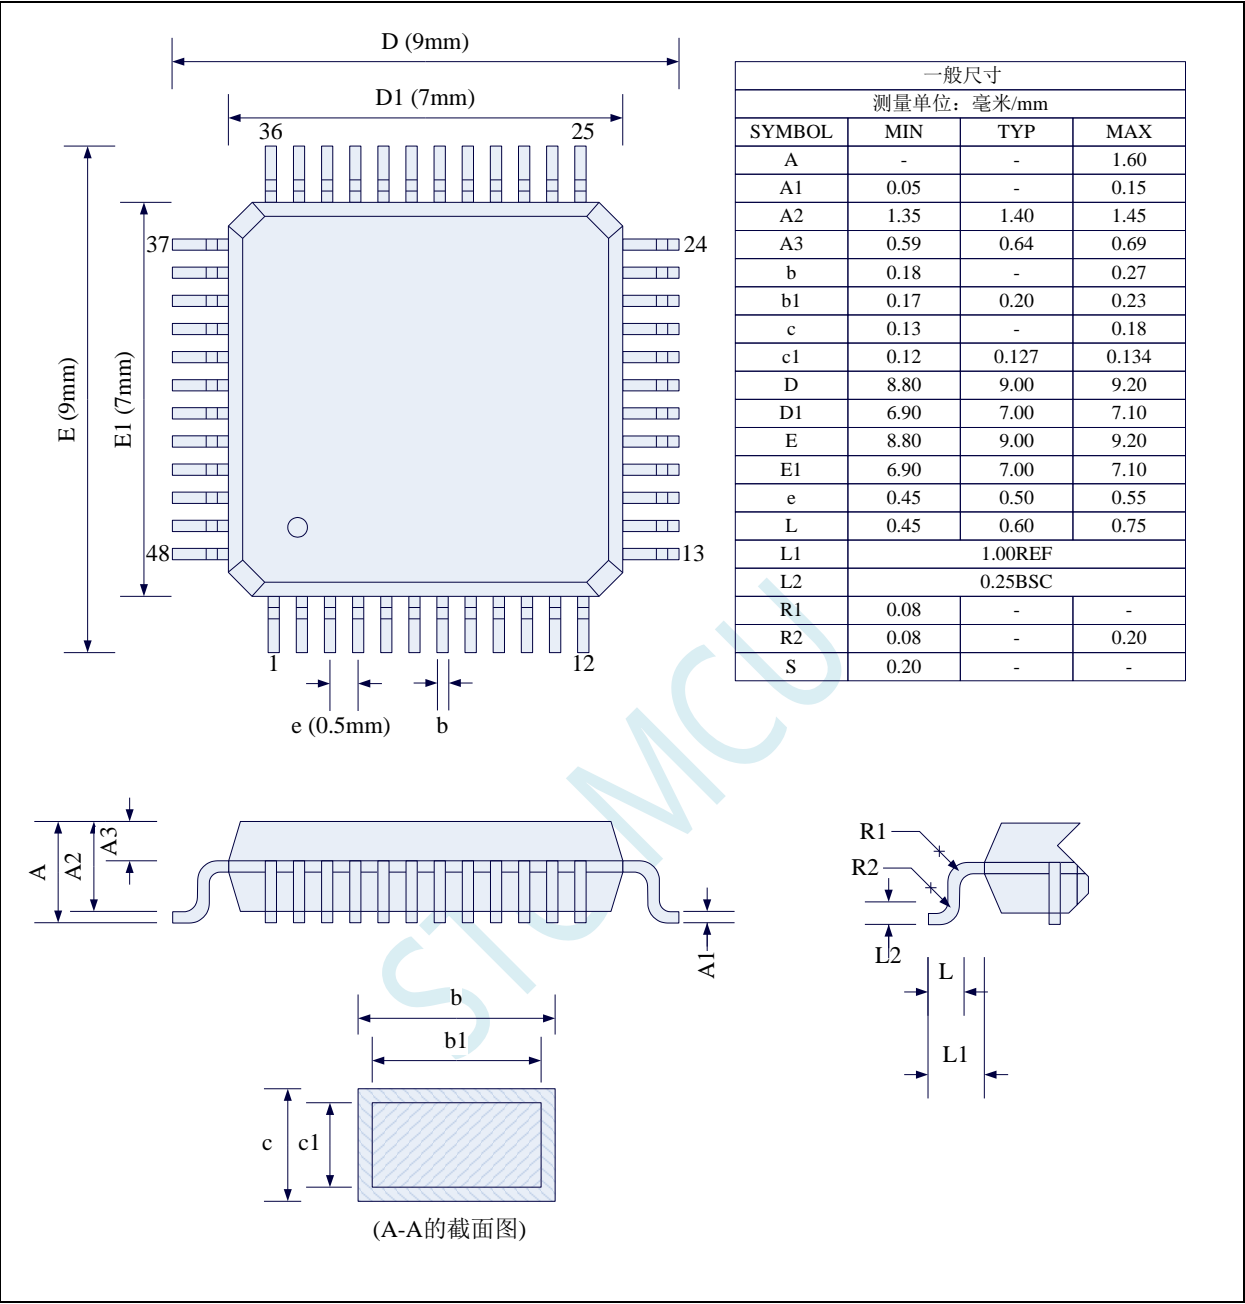 D (9mm)
D1 (7mm)
36 25
37 24
48 13
1 12
E (9mm)
E1 (7mm)
e (0.5mm) b
一般尺寸
测量单位：毫米/mm
SYMBOL MIN TYP MAX
A - - 1.60
A1 0.05 - 0.15
A2 1.35 1.40 1.45
A3 0.59 0.64 0.69
b 0.18 - 0.27
b1 0.17 0.20 0.23
c 0.13 - 0.18
c1 0.12 0.127 0.134
D 8.80 9.00 9.20
D1 6.90 7.00 7.10
E 8.80 9.00 9.20
E1 6.90 7.00 7.10
e 0.45 0.50 0.55
L 0.45 0.60 0.75
L1 1.00REF
L2 0.25BSC
R1 0.08 - -
R2 0.08 - 0.20
S 0.20 - -
STCMCU
A
A2
A3
A1
R1
R2
L2
L
L1
b
b1
c c1
(A-A的截面图)